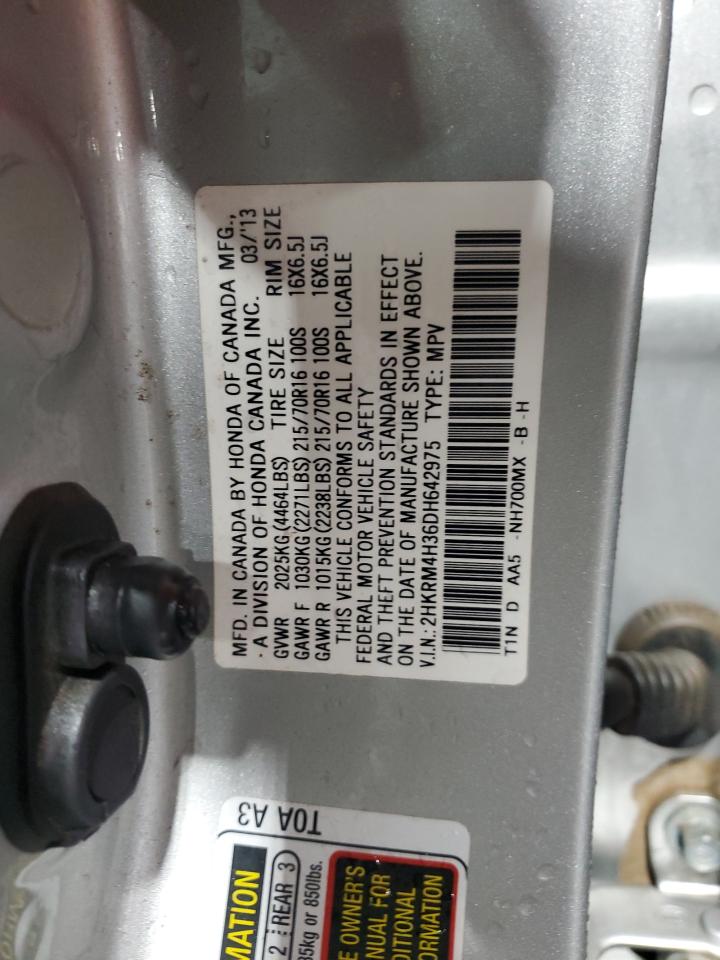 MFD. IN CANADA BY HONDA OF CANADA MFG.,
· A DIVISION OF HONDA CANADA INC. 03/'13
GVWR 2025KG(4464LBS) TIRE SIZE RIM SIZE
GAWR F 1030KG(2271LBS) 215/70R16 100S 16X6.5J
GAWR R 1015KG(2238LBS) 215/70R16 100S 16X6.5J
THIS VEHICLE CONFORMS TO ALL APPLICABLE
FEDERAL MOTOR VEHICLE SAFETY
AND THEFT PREVENTION STANDARDS IN EFFECT
ON THE DATE OF MANUFACTURE SHOWN ABOVE.
V.I.N.: 2HKRM4H36DH642975 TYPE: MPV
T1N D AA5 -NH700MX -B -H
T0A A3
MATION
2 REAR 3
35kg or 850lbs.
E OWNER'S
NUAL FOR
DITIONAL
ORMATION